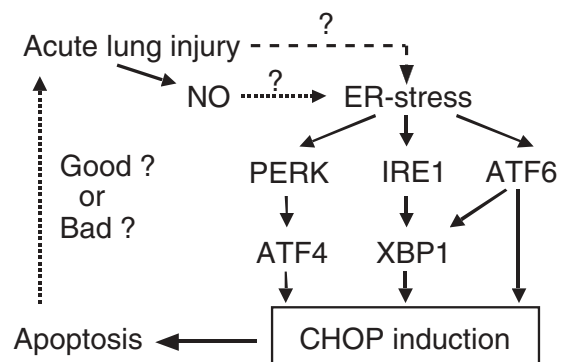 ?
Acute lung injury
?
NO
ER-stress
Good ?
or
Bad ?
PERK
IRE1
ATF6
ATF4
XBP1
Apoptosis
CHOP induction